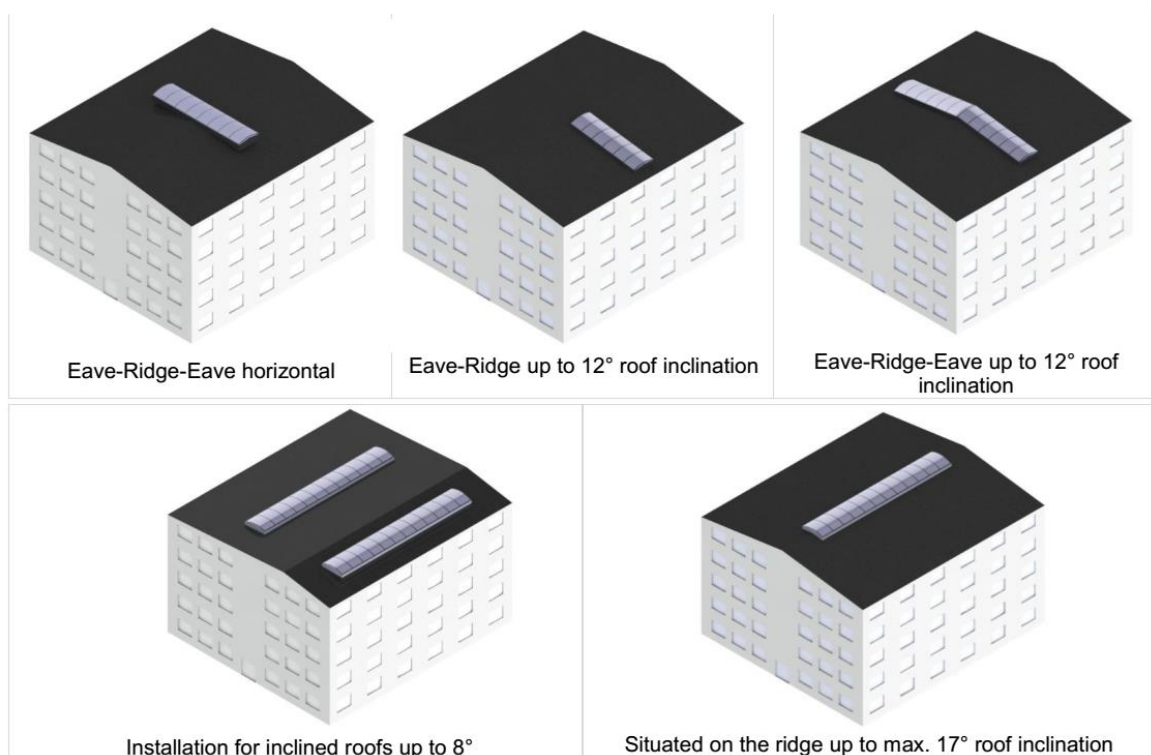 Eave-Ridge-Eave horizontal
Eave-Ridge up to 12° roof inclination
Eave-Ridge-Eave up to 12° roof
inclination
Installation for inclined roofs up to 8°
Situated on the ridge up to max. 17° roof inclination